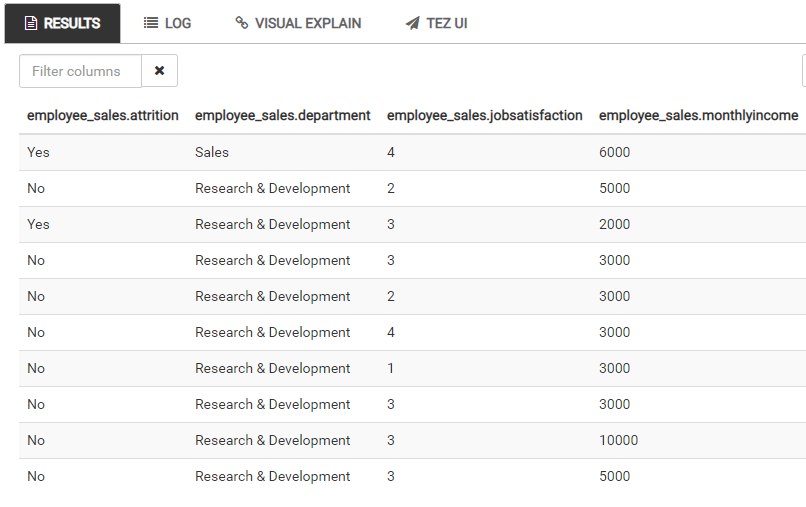 RESULTS LOG VISUAL EXPLAIN TEZ UI
Filter columns
employee_sales.attrition employee_sales.department employee_sales.jobsatisfaction employee_sales.monthlyincome
Yes Sales 4 6000
No Research & Development 2 5000
Yes Research & Development 3 2000
No Research & Development 3 3000
No Research & Development 2 3000
No Research & Development 4 3000
No Research & Development 1 3000
No Research & Development 3 3000
No Research & Development 3 10000
No Research & Development 3 5000